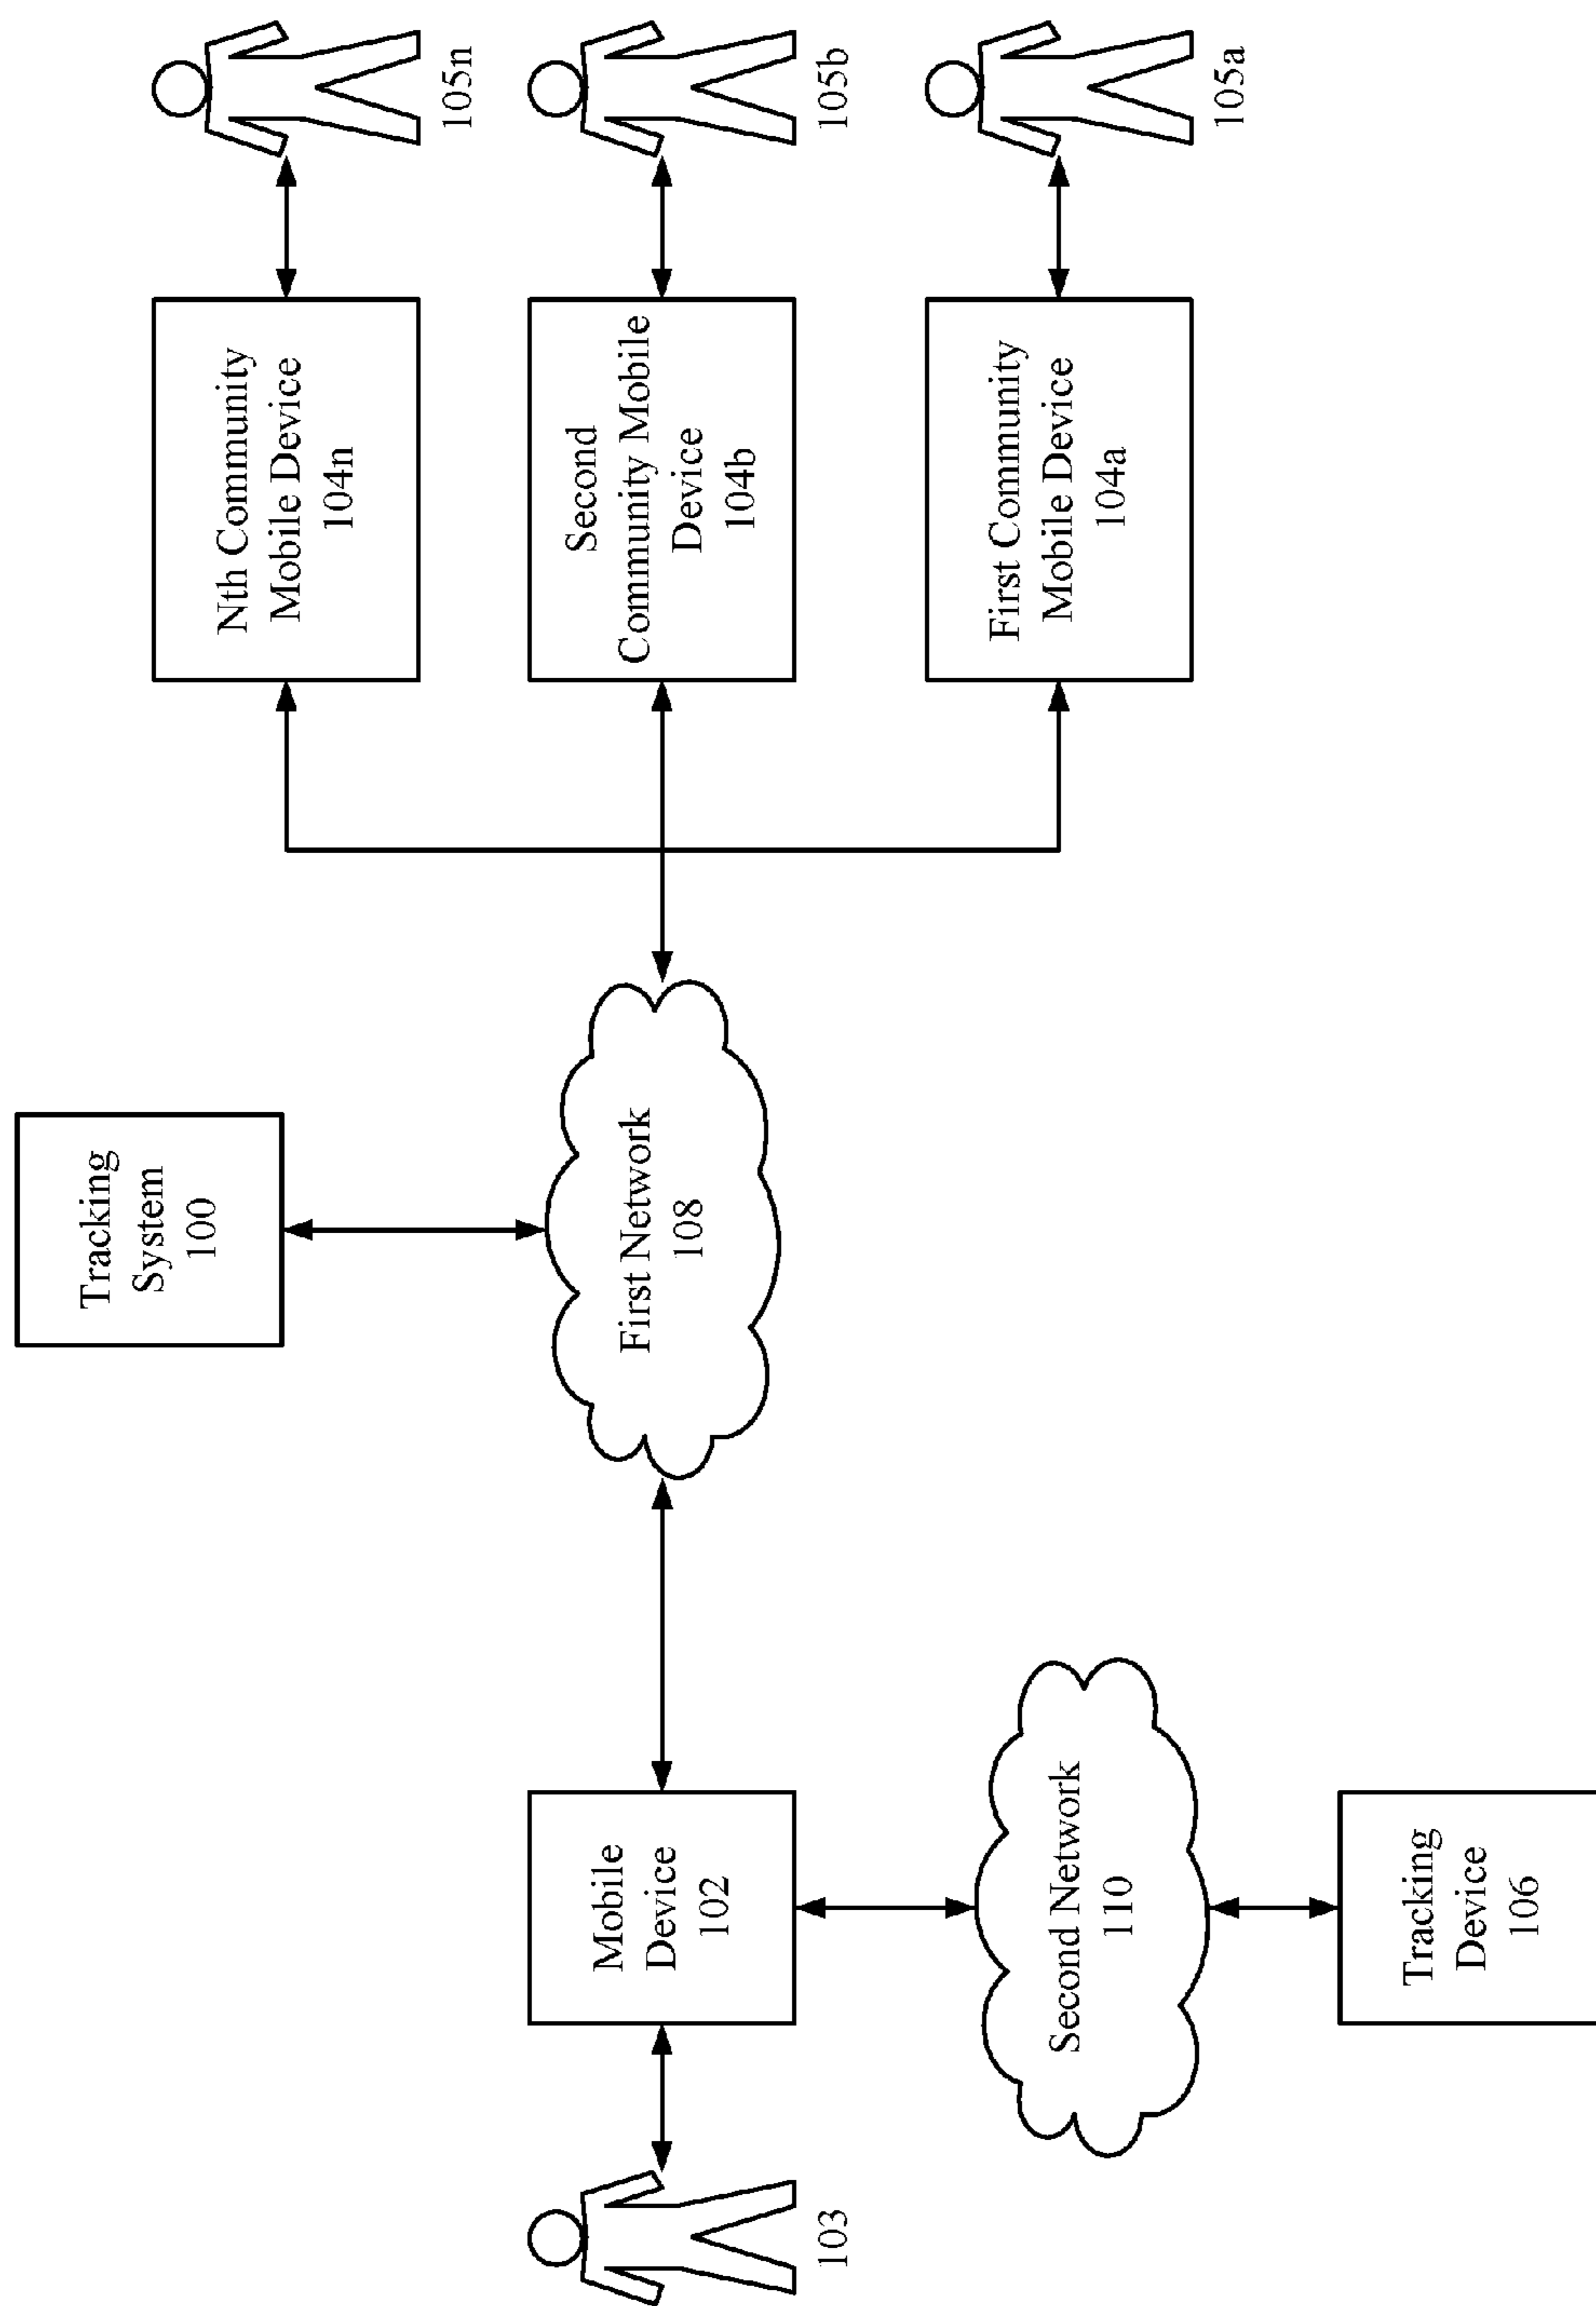 Tracking
System
100
Nth Community
Mobile Device
104n
105n
103
Mobile
Device
102
First Network
108
Second
Community Mobile
Device
104b
105b
Second Network
110
First Community
Mobile Device
104a
105a
Tracking
Device
106